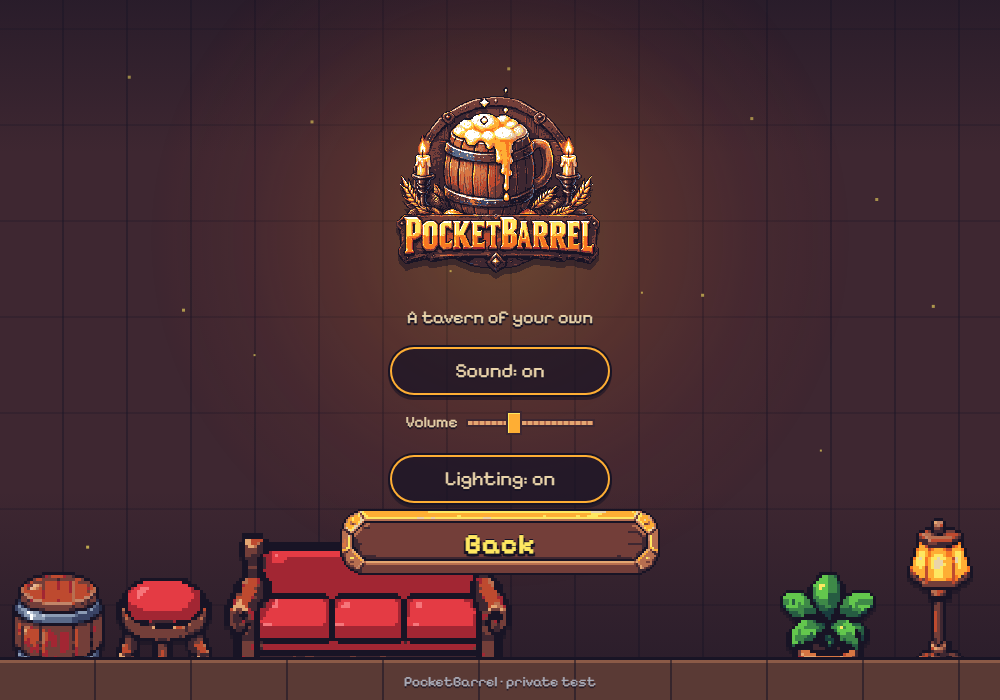 POCKETBARREL
A tavern of your own
Sound: on
Volume
Lighting: on
Back
PocketBarrel · private test